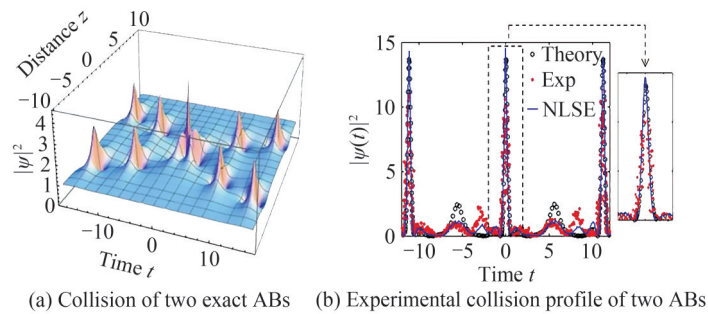 10
5
0
−5
−10
Distance z
4
3
2
1
0
|ψ|²
−10
0
10
Time t
(a) Collision of two exact ABs
15
10
5
0
|ψ(t)|²
Theory
Exp
NLSE
−10 −5 0 5 10
Time t
(b) Experimental collision profile of two ABs